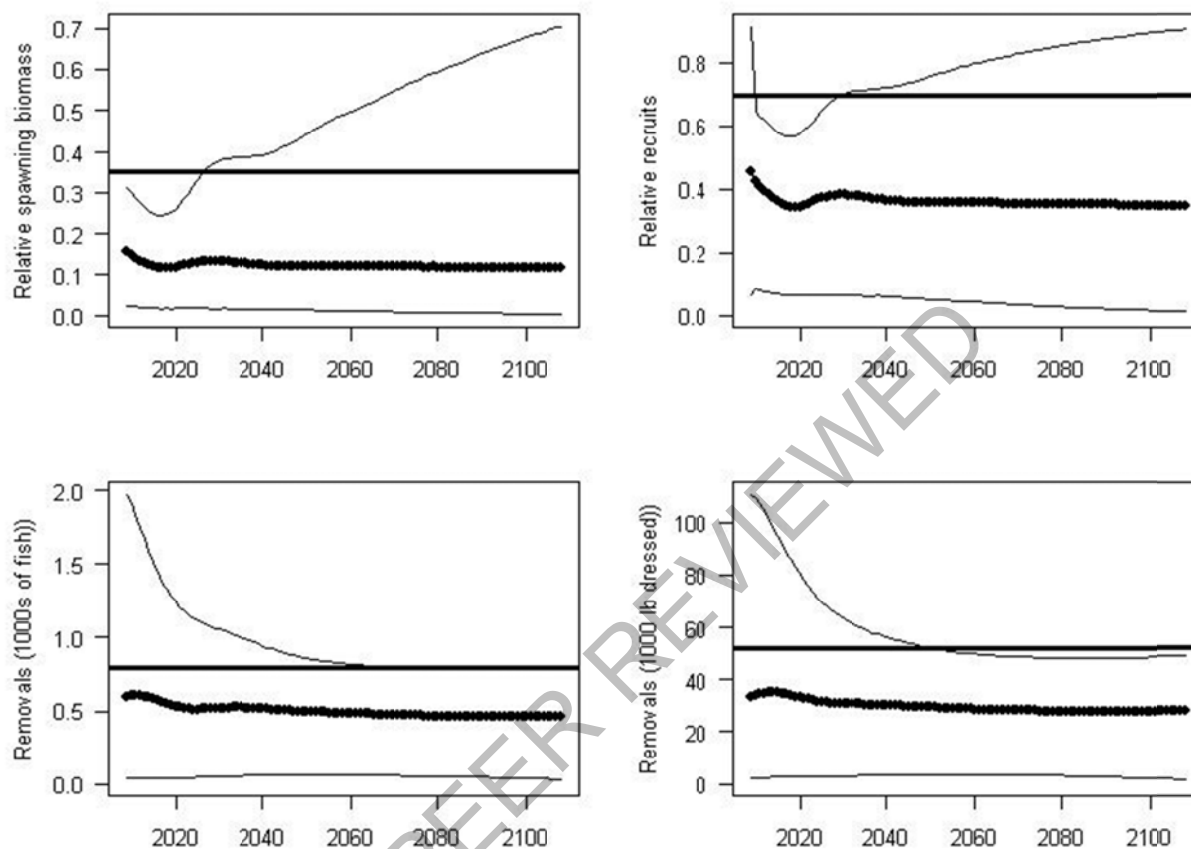 Relative spawning biomass
0.7
0.6
0.5
0.4
0.3
0.2
0.1
0.0
2020 2040 2060 2080 2100
Relative recruits
0.8
0.6
0.4
0.2
0.0
2020 2040 2060 2080 2100
Removals (1000s of fish))
2.0
1.5
1.0
0.5
0.0
2020 2040 2060 2080 2100
Removals (1000 lb dressed))
100
80
60
40
20
0
2020 2040 2060 2080 2100
PEER REVIEWED